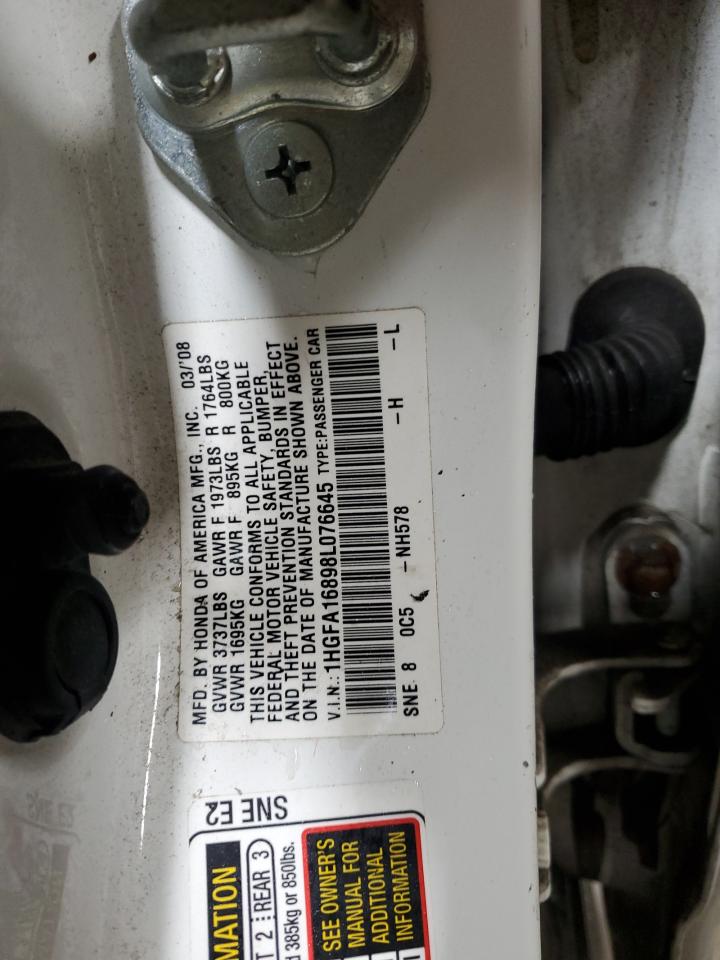 MFD. BY HONDA OF AMERICA MFG., INC. 03/'08
GVWR 3737LBS GAWR F 1973LBS R 1764LBS
GVWR 1695KG GAWR F 895KG R 800KG
THIS VEHICLE CONFORMS TO ALL APPLICABLE
FEDERAL MOTOR VEHICLE SAFETY, BUMPER,
AND THEFT PREVENTION STANDARDS IN EFFECT
ON THE DATE OF MANUFACTURE SHOWN ABOVE.
V.I.N.: 1HGFA16898L076645 TYPE:PASSENGER CAR
SNE 8 0C5 -NH578 -H -L
SNE E2
MATION
T 2 REAR 3
d 385kg or 850lbs.
SEE OWNER'S
MANUAL FOR
ADDITIONAL
INFORMATION